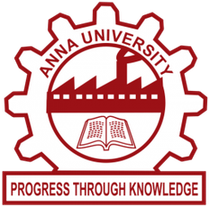 ANNA UNIVERSITY
PROGRESS THROUGH KNOWLEDGE